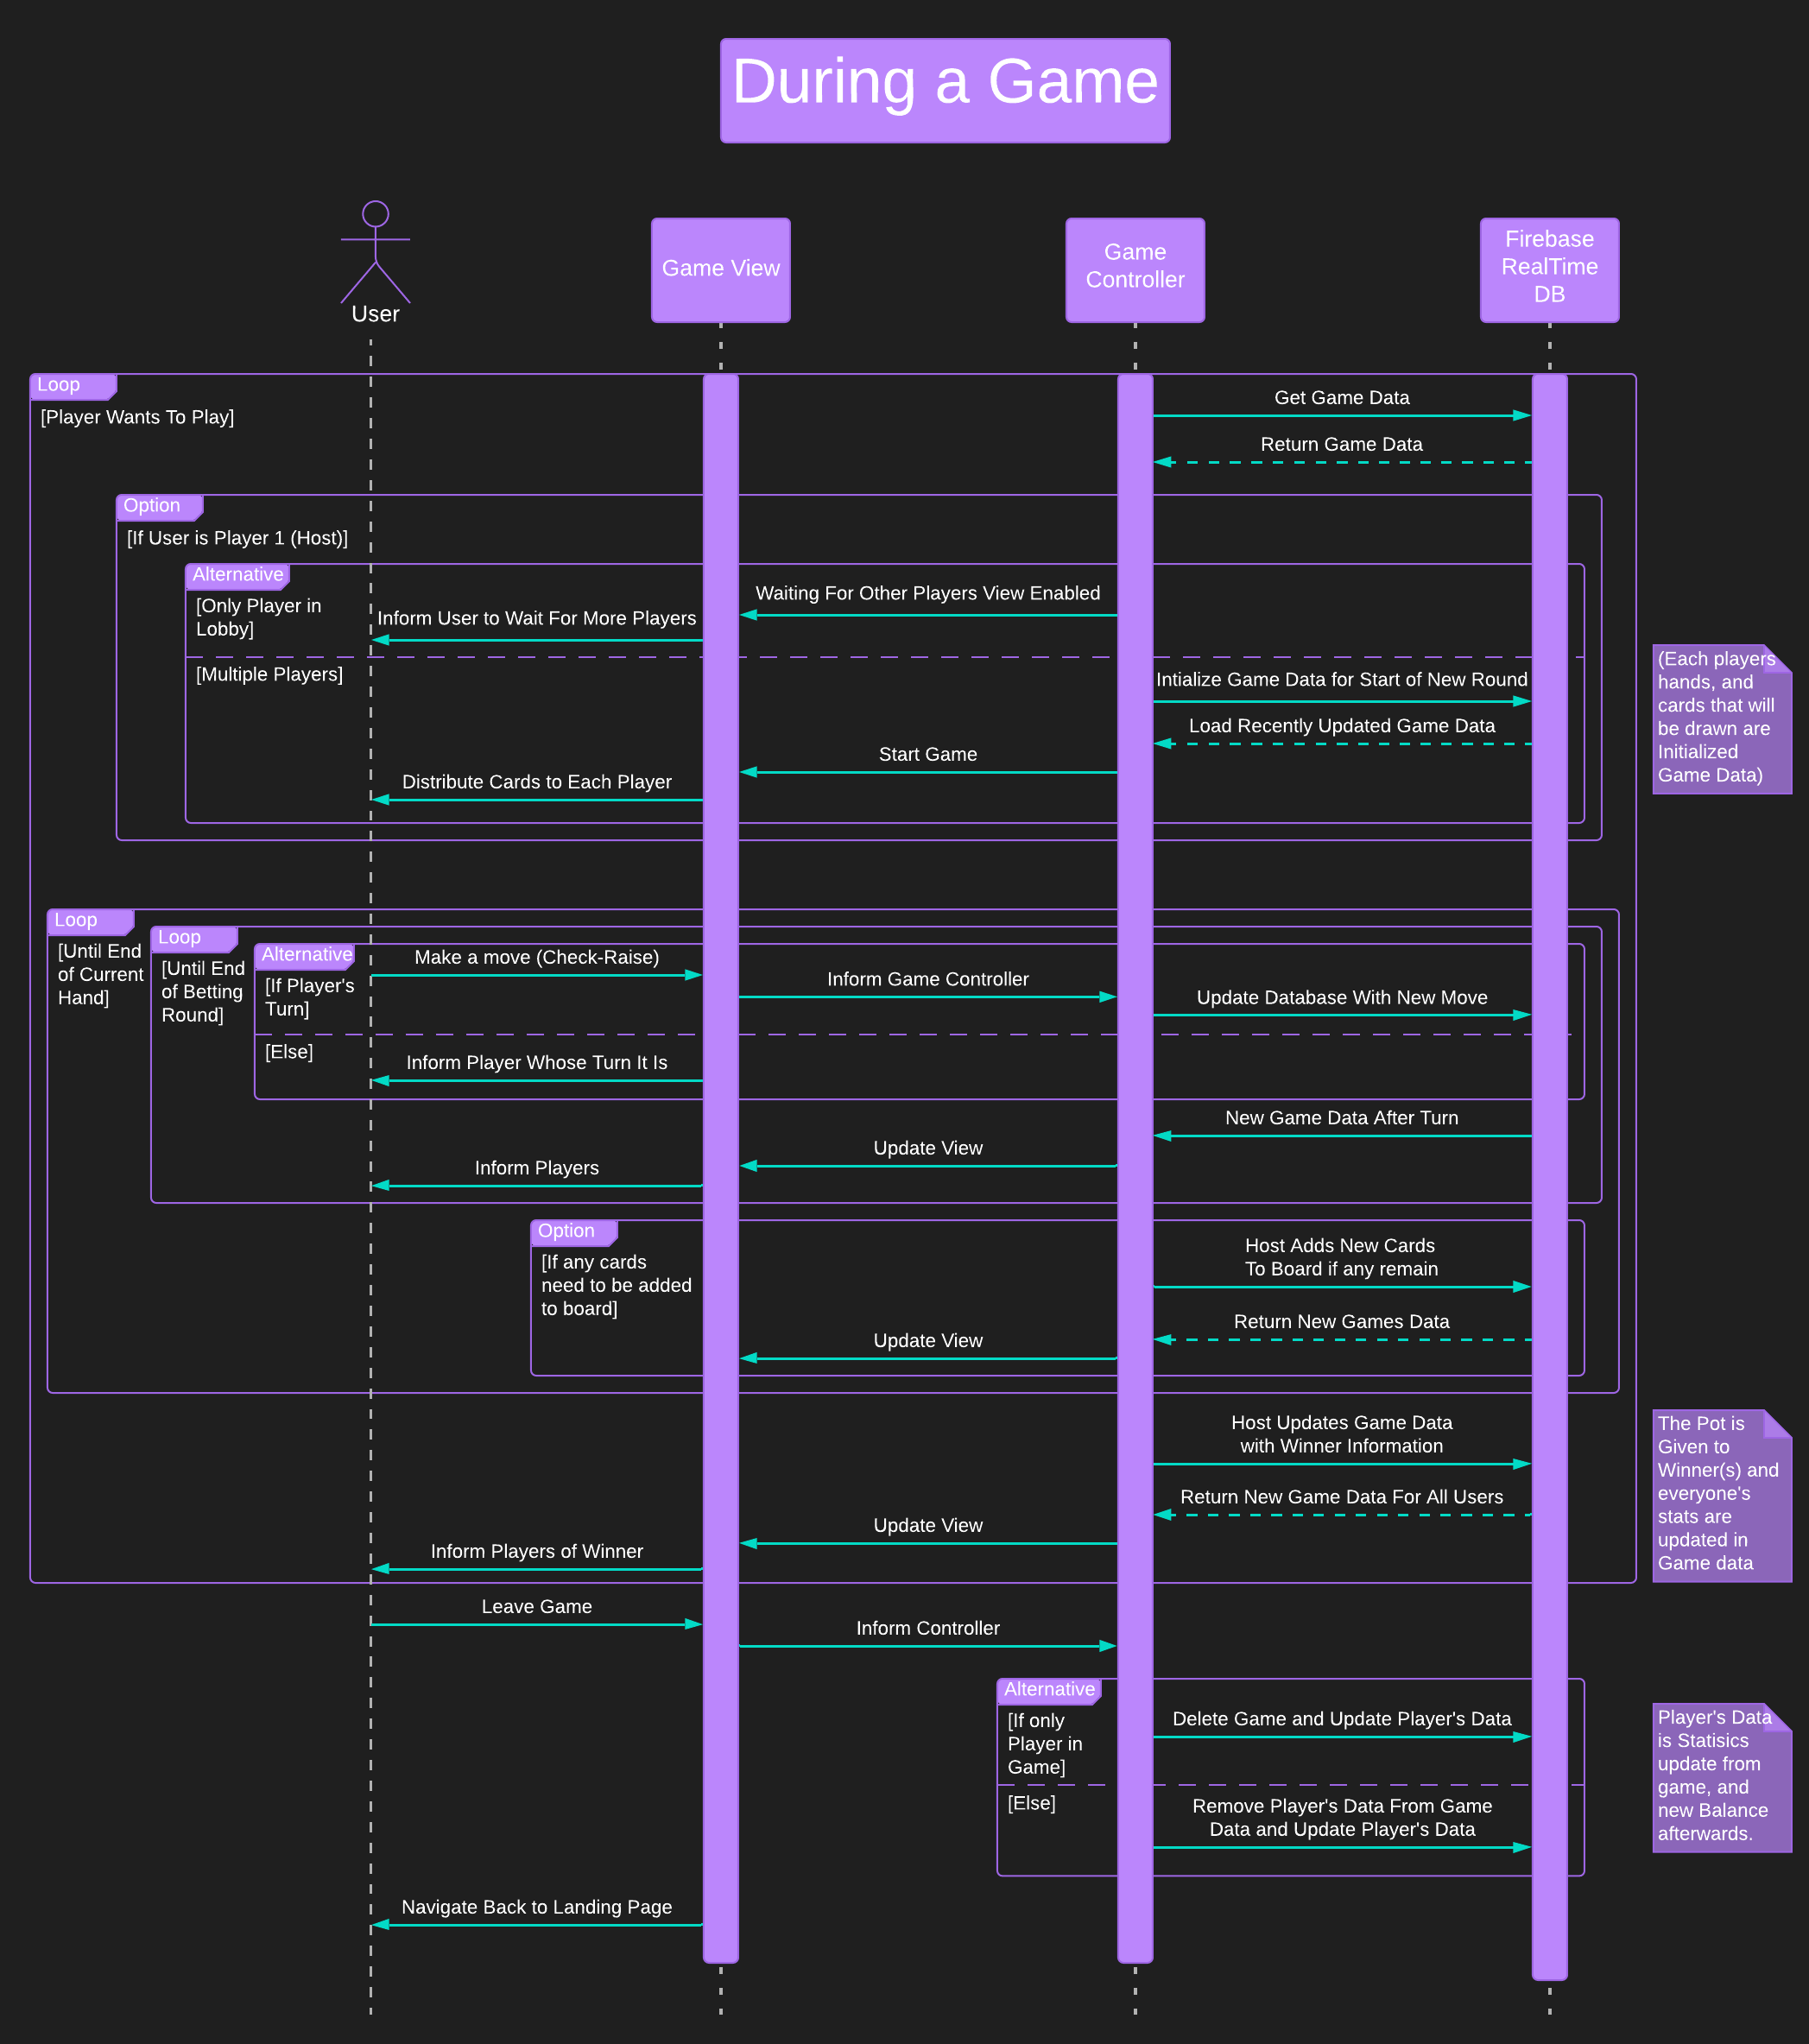 During a Game
User
Game View
Game
Controller
Firebase
RealTime
DB
Loop
[Player Wants To Play]
Get Game Data
Return Game Data
Option
[If User is Player 1 (Host)]
Alternative
[Only Player in
Lobby]
Waiting For Other Players View Enabled
Inform User to Wait For More Players
[Multiple Players]
Intialize Game Data for Start of New Round
Load Recently Updated Game Data
Start Game
Distribute Cards to Each Player
(Each players
hands, and
cards that will
be drawn are
Initialized
Game Data)
Loop
[Until End
of Current
Hand]
Loop
[Until End
of Betting
Round]
Alternative
[If Player's
Turn]
Make a move (Check-Raise)
Inform Game Controller
Update Database With New Move
[Else]
Inform Player Whose Turn It Is
New Game Data After Turn
Update View
Inform Players
Option
[If any cards
need to be added
to board]
Host Adds New Cards
To Board if any remain
Return New Games Data
Update View
Host Updates Game Data
with Winner Information
Return New Game Data For All Users
Update View
Inform Players of Winner
The Pot is
Given to
Winner(s) and
everyone's
stats are
updated in
Game data
Leave Game
Inform Controller
Alternative
[If only
Player in
Game]
Delete Game and Update Player's Data
[Else]
Remove Player's Data From Game
Data and Update Player's Data
Player's Data
is Statisics
update from
game, and
new Balance
afterwards.
Navigate Back to Landing Page